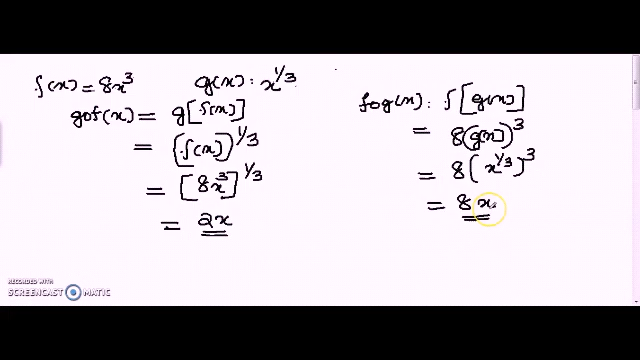 f(x) = 8x³ g(x) : x^1/3
gof(x) = g[f(x)]
= (f(x))^1/3
= [8x³]^1/3
= 2x
fog(x) : f[g(x)]
= 8(g(x))³
= 8(x^1/3)³
= 8x
RECORDED WITH
SCREENCAST MATIC